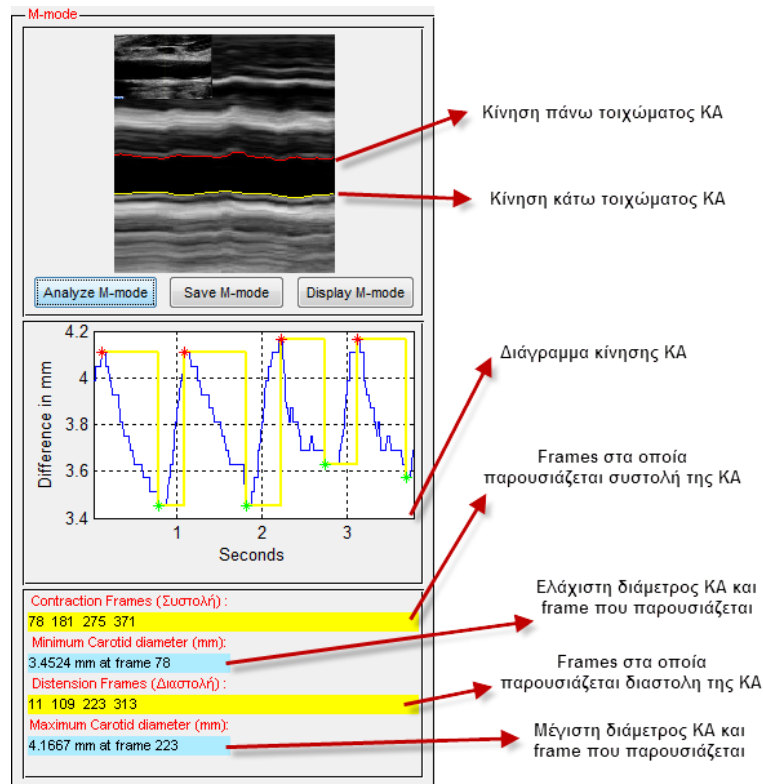 M-mode
Κίνηση πάνω τοιχώματος ΚΑ
Κίνηση κάτω τοιχώματος ΚΑ
Analyze M-mode
Save M-mode
Display M-mode
4.2
4
3.8
3.6
3.4
Difference in mm
1
2
3
Seconds
Διάγραμμα κίνησης ΚΑ
Frames στα οποία
παρουσιάζεται συστολή της ΚΑ
Contraction Frames (Συστολή) :
78 181 275 371
Minimum Carotid diameter (mm):
3.4524 mm at frame 78
Ελάχιστη διάμετρος ΚΑ και
frame που παρουσιάζεται
Distension Frames (Διαστολή) :
11 109 223 313
Frames στα οποία
παρουσιάζεται διαστολη της ΚΑ
Maximum Carotid diameter (mm):
4.1667 mm at frame 223
Μέγιστη διάμετρος ΚΑ και
frame που παρουσιάζεται